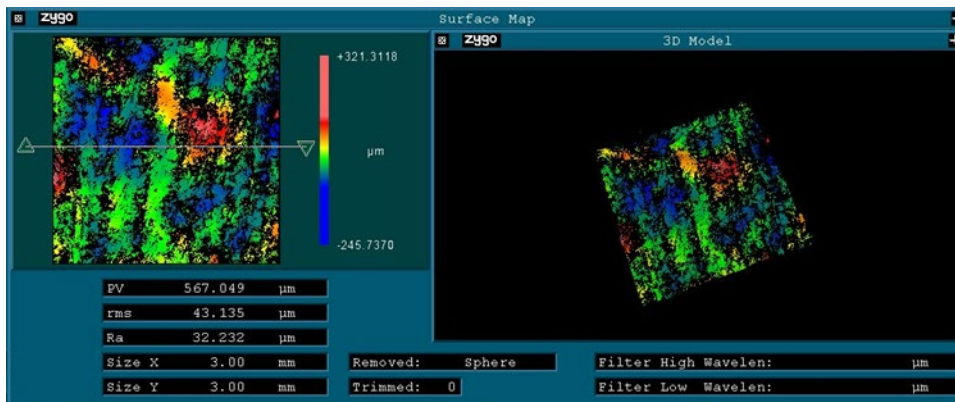 zygo
Surface Map
+321.3118
µm
-245.7370
zygo
3D Model
PV 567.049 µm
rms 43.135 µm
Ra 32.232 µm
Size X 3.00 mm
Size Y 3.00 mm
Removed: Sphere
Trimmed: 0
Filter High Wavelen: µm
Filter Low Wavelen: µm